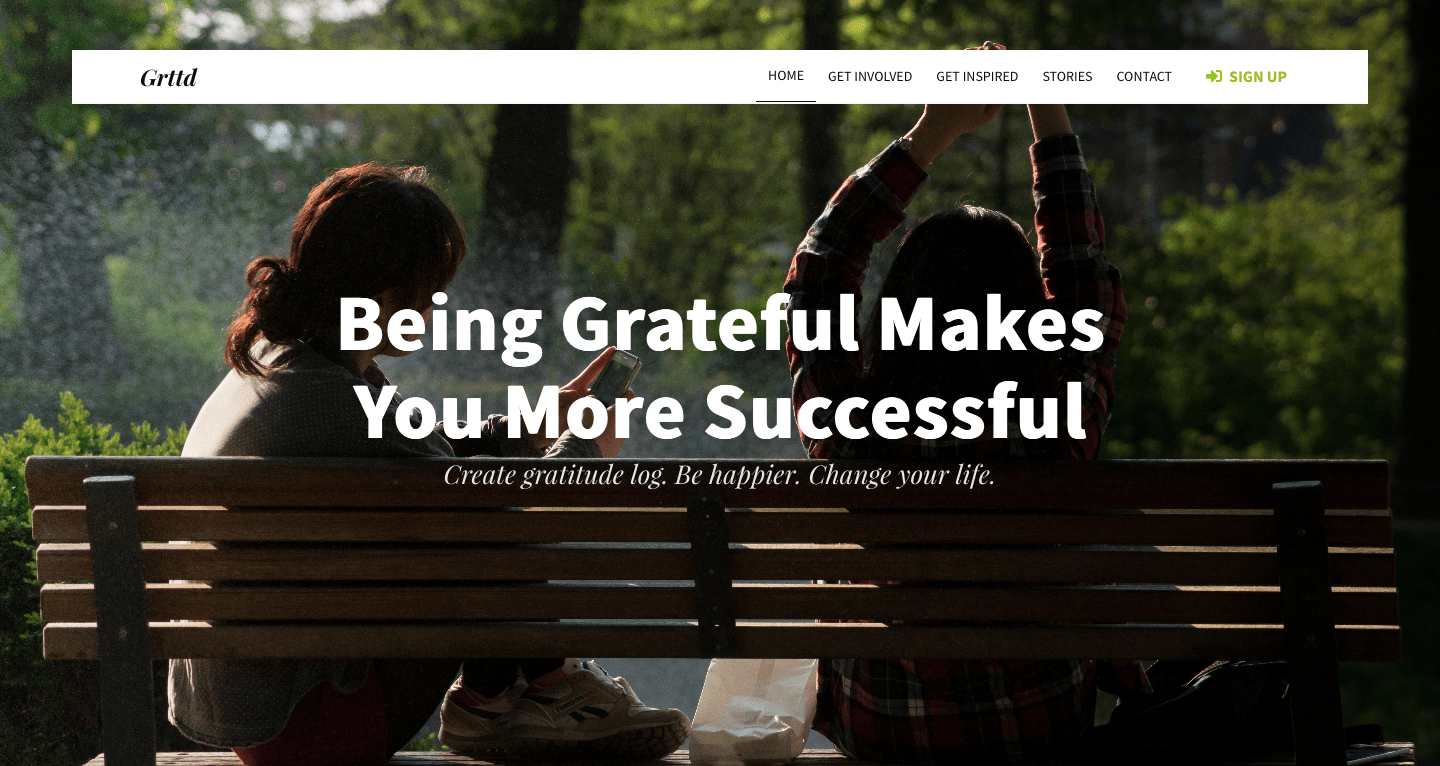 Grttd
HOME GET INVOLVED GET INSPIRED STORIES CONTACT SIGN UP
Being Grateful Makes
You More Successful
Create gratitude log. Be happier. Change your life.